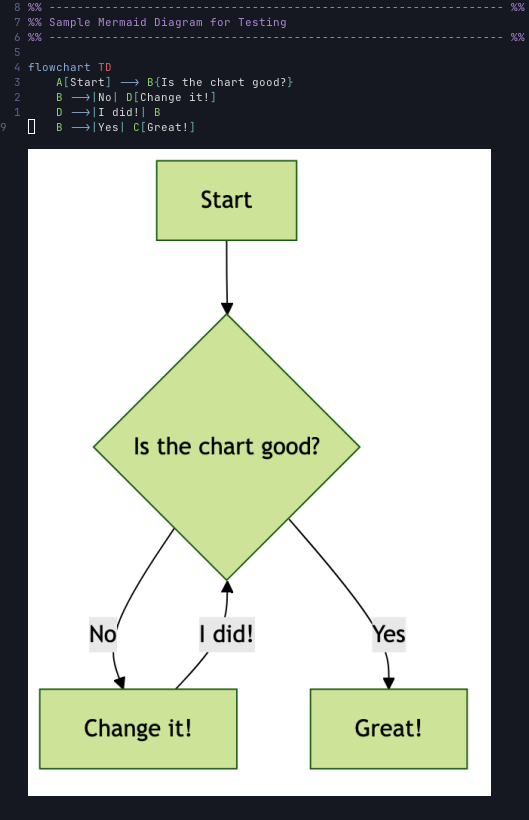 8 %% ----------------------------------------------------------------- %%
7 %% Sample Mermaid Diagram for Testing
6 %% ----------------------------------------------------------------- %%
5
4 flowchart TD
3     A[Start] --> B{Is the chart good?}
2     B -->|No| D[Change it!]
1     D -->|I did!| B
9     B -->|Yes| C[Great!]
Start
Is the chart good?
No
I did!
Yes
Change it!
Great!